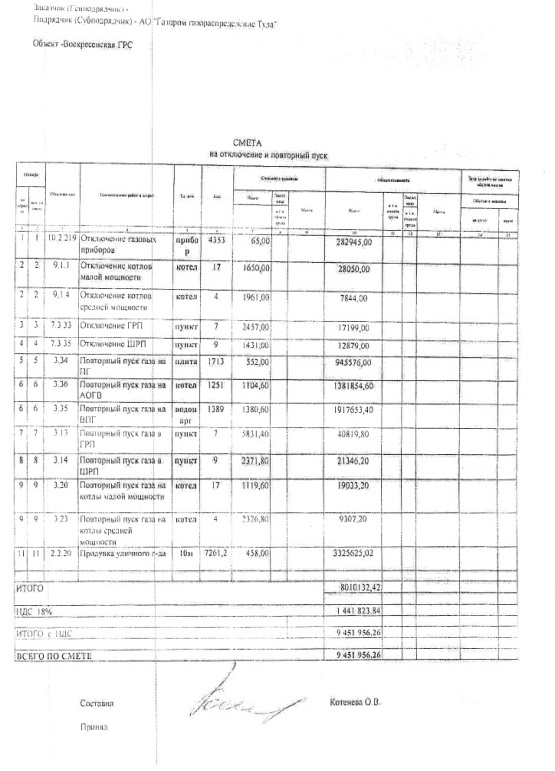 Заказчик (Генподрядчик) -
Подрядчик (Субподрядчик) - АО "Газпром газораспределение Тула"
Объект -Воскресенская ГРС
СМЕТА
на отключение и повторный пуск
Стоимость единицы Общая стоимость
Обоснование Наименование работ и затрат Ед. изм. Кол. Всего Всего
1 1 10.2.219 Отключение газовых приборов прибор 4353 65,00 282945,00
2 2 9.1.1 Отключение котлов малой мощности котел 17 1650,00 28050,00
2 2 9.1.4 Отключение котлов средней мощности котел 4 1961,00 7844,00
3 3 7.3.33 Отключение ГРП пункт 7 2457,00 17199,00
4 4 7.3.35 Отключение ШРП пункт 9 1431,00 12879,00
5 5 3.34 Повторный пуск газа на ПГ плита 1713 552,00 945576,00
6 6 3.36 Повторный пуск газа на АОГВ котел 1251 1104,60 1381854,60
6 6 3.35 Повторный пуск газа на ВПГ водонагр 1389 1380,60 1917653,40
7 7 3.13 Повторный пуск газа в ГРП пункт 7 5831,40 40819,80
8 8 3.14 Повторный пуск газа в ШРП пункт 9 2371,80 21346,20
9 9 3.20 Повторный пуск газа на котлы малой мощности котел 17 1119,60 19033,20
9 9 3.23 Повторный пуск газа на котлы средней мощности котел 4 2326,80 9307,20
11 11 2.2.20 Продувка уличного г-да 10м 7261,2 458,00 3325625,02
ИТОГО 8010132,42
НДС 18% 1 441 823,84
ИТОГО с НДС 9 451 956,26
ВСЕГО ПО СМЕТЕ 9 451 956,26
Составил Котенева О.В.
Принял